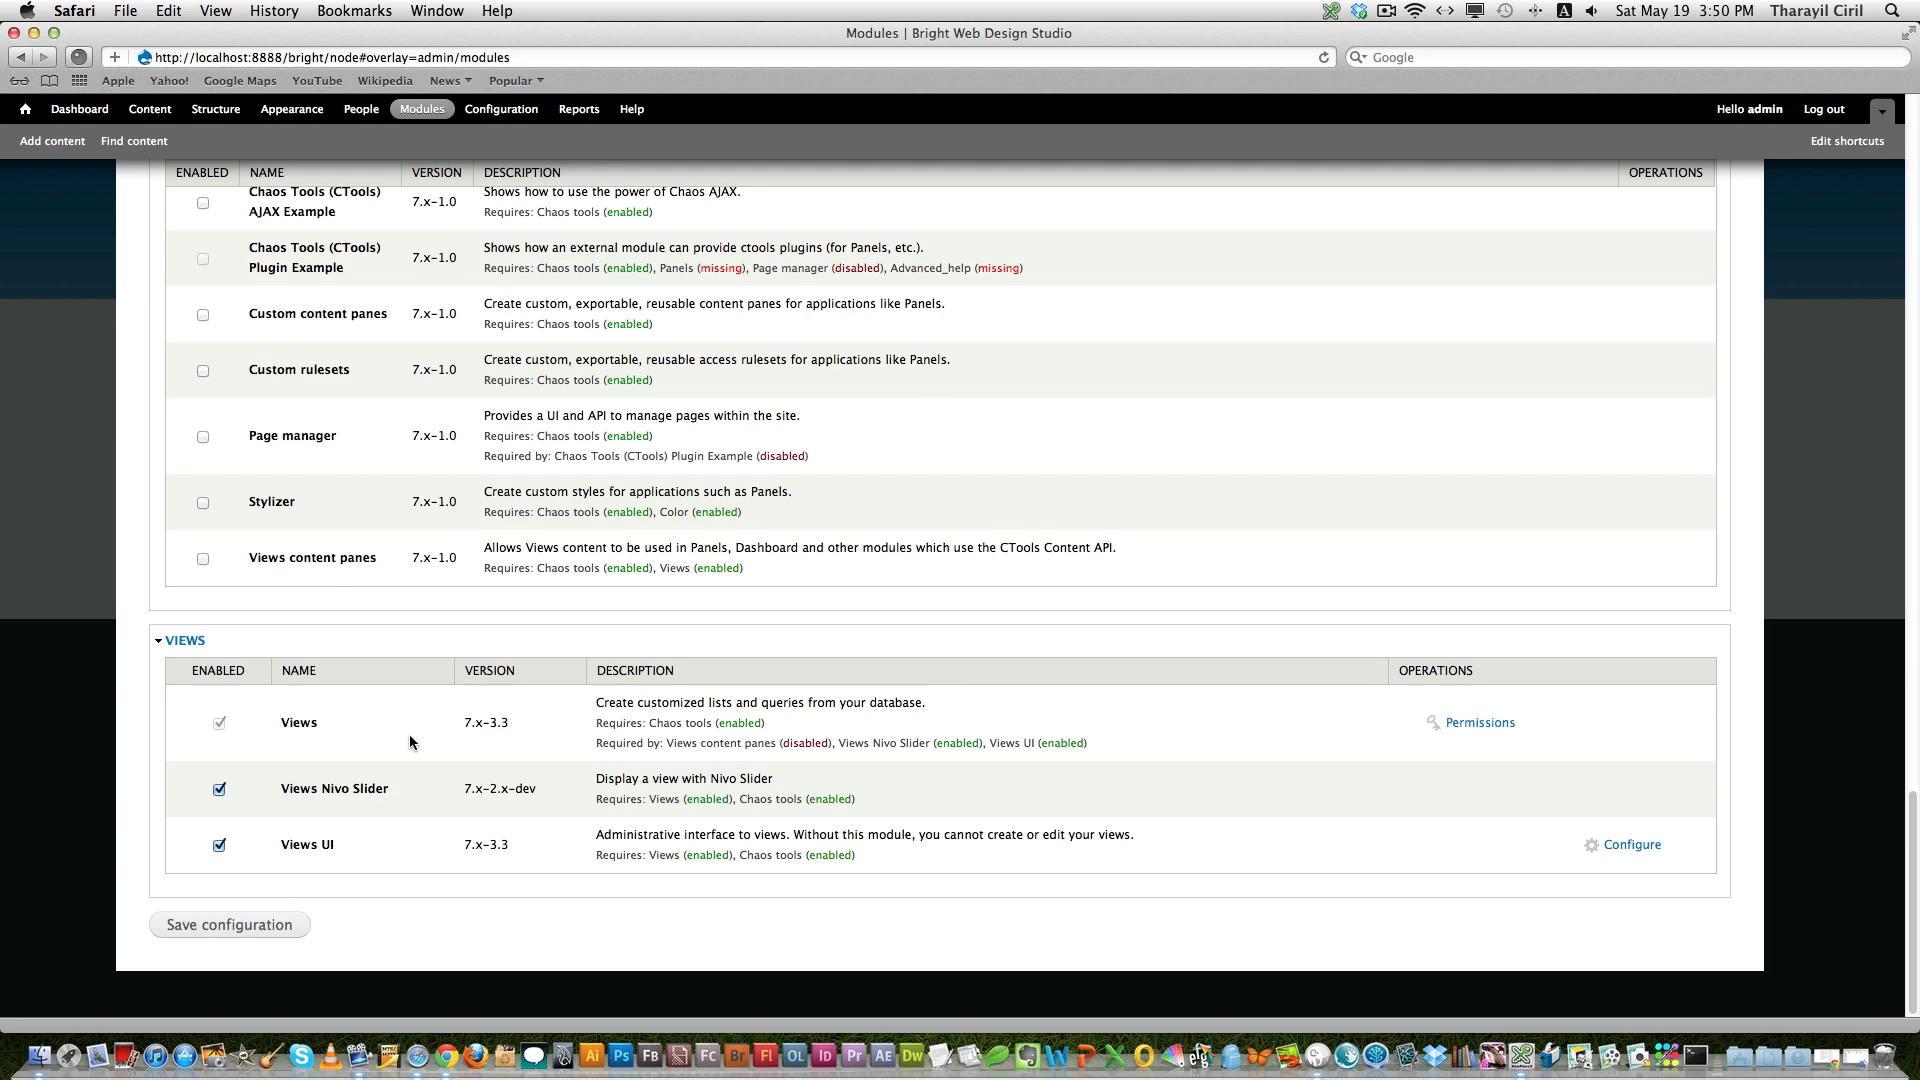 Safari File Edit View History Bookmarks Window Help Sat May 19 3:50 PM Tharayil Ciril
Modules | Bright Web Design Studio
http://localhost:8888/bright/node#overlay=admin/modules Google
Apple Yahoo! Google Maps YouTube Wikipedia News Popular
Dashboard Content Structure Appearance People Modules Configuration Reports Help Hello admin Log out
Add content Find content Edit shortcuts
ENABLED NAME VERSION DESCRIPTION OPERATIONS
Chaos Tools (CTools) AJAX Example 7.x-1.0 Shows how to use the power of Chaos AJAX.
Requires: Chaos tools (enabled)
Chaos Tools (CTools) Plugin Example 7.x-1.0 Shows how an external module can provide ctools plugins (for Panels, etc.).
Requires: Chaos tools (enabled), Panels (missing), Page manager (disabled), Advanced_help (missing)
Custom content panes 7.x-1.0 Create custom, exportable, reusable content panes for applications like Panels.
Requires: Chaos tools (enabled)
Custom rulesets 7.x-1.0 Create custom, exportable, reusable access rulesets for applications like Panels.
Requires: Chaos tools (enabled)
Page manager 7.x-1.0 Provides a UI and API to manage pages within the site.
Requires: Chaos tools (enabled)
Required by: Chaos Tools (CTools) Plugin Example (disabled)
Stylizer 7.x-1.0 Create custom styles for applications such as Panels.
Requires: Chaos tools (enabled), Color (enabled)
Views content panes 7.x-1.0 Allows Views content to be used in Panels, Dashboard and other modules which use the CTools Content API.
Requires: Chaos tools (enabled), Views (enabled)
VIEWS
ENABLED NAME VERSION DESCRIPTION OPERATIONS
Views 7.x-3.3 Create customized lists and queries from your database.
Requires: Chaos tools (enabled)
Required by: Views content panes (disabled), Views Nivo Slider (enabled), Views UI (enabled)
Permissions
Views Nivo Slider 7.x-2.x-dev Display a view with Nivo Slider
Requires: Views (enabled), Chaos tools (enabled)
Views UI 7.x-3.3 Administrative interface to views. Without this module, you cannot create or edit your views.
Requires: Views (enabled), Chaos tools (enabled)
Configure
Save configuration
Ai Ps Fb FC Br Fl OL Id Pr AE Dw